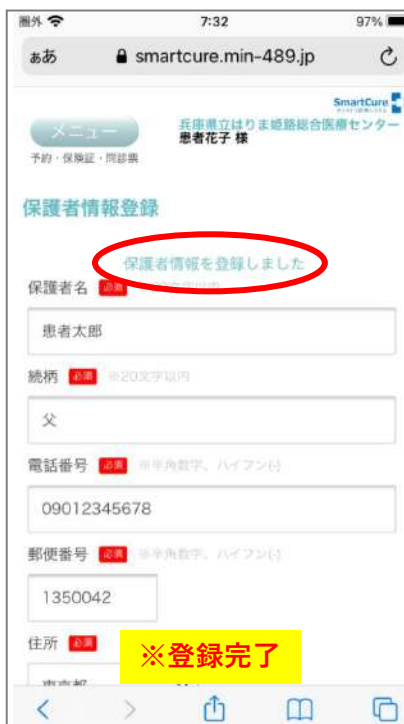 圏外 7:32 97%
ぁあ smartcure.min-489.jp
SmartCure
メニュー
予約・保険証・問診票
兵庫県立はりま姫路総合医療センター
患者花子 様
保護者情報登録
保護者情報を登録しました
保護者名 必須
患者太郎
続柄 必須 ※20文字以内
父
電話番号 必須 ※半角数字、ハイフン(-)
09012345678
郵便番号 必須 ※半角数字、ハイフン(-)
1350042
住所 必須
※登録完了
東京都